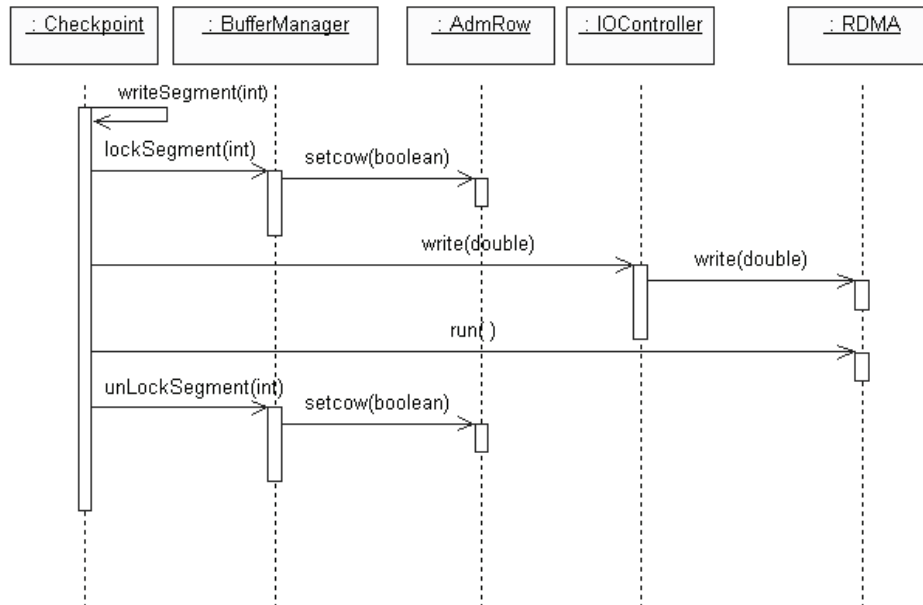 : Checkpoint
: BufferManager
: AdmRow
: IOController
: RDMA
writeSegment(int)
lockSegment(int)
setcow(boolean)
write(double)
write(double)
run( )
unLockSegment(int)
setcow(boolean)